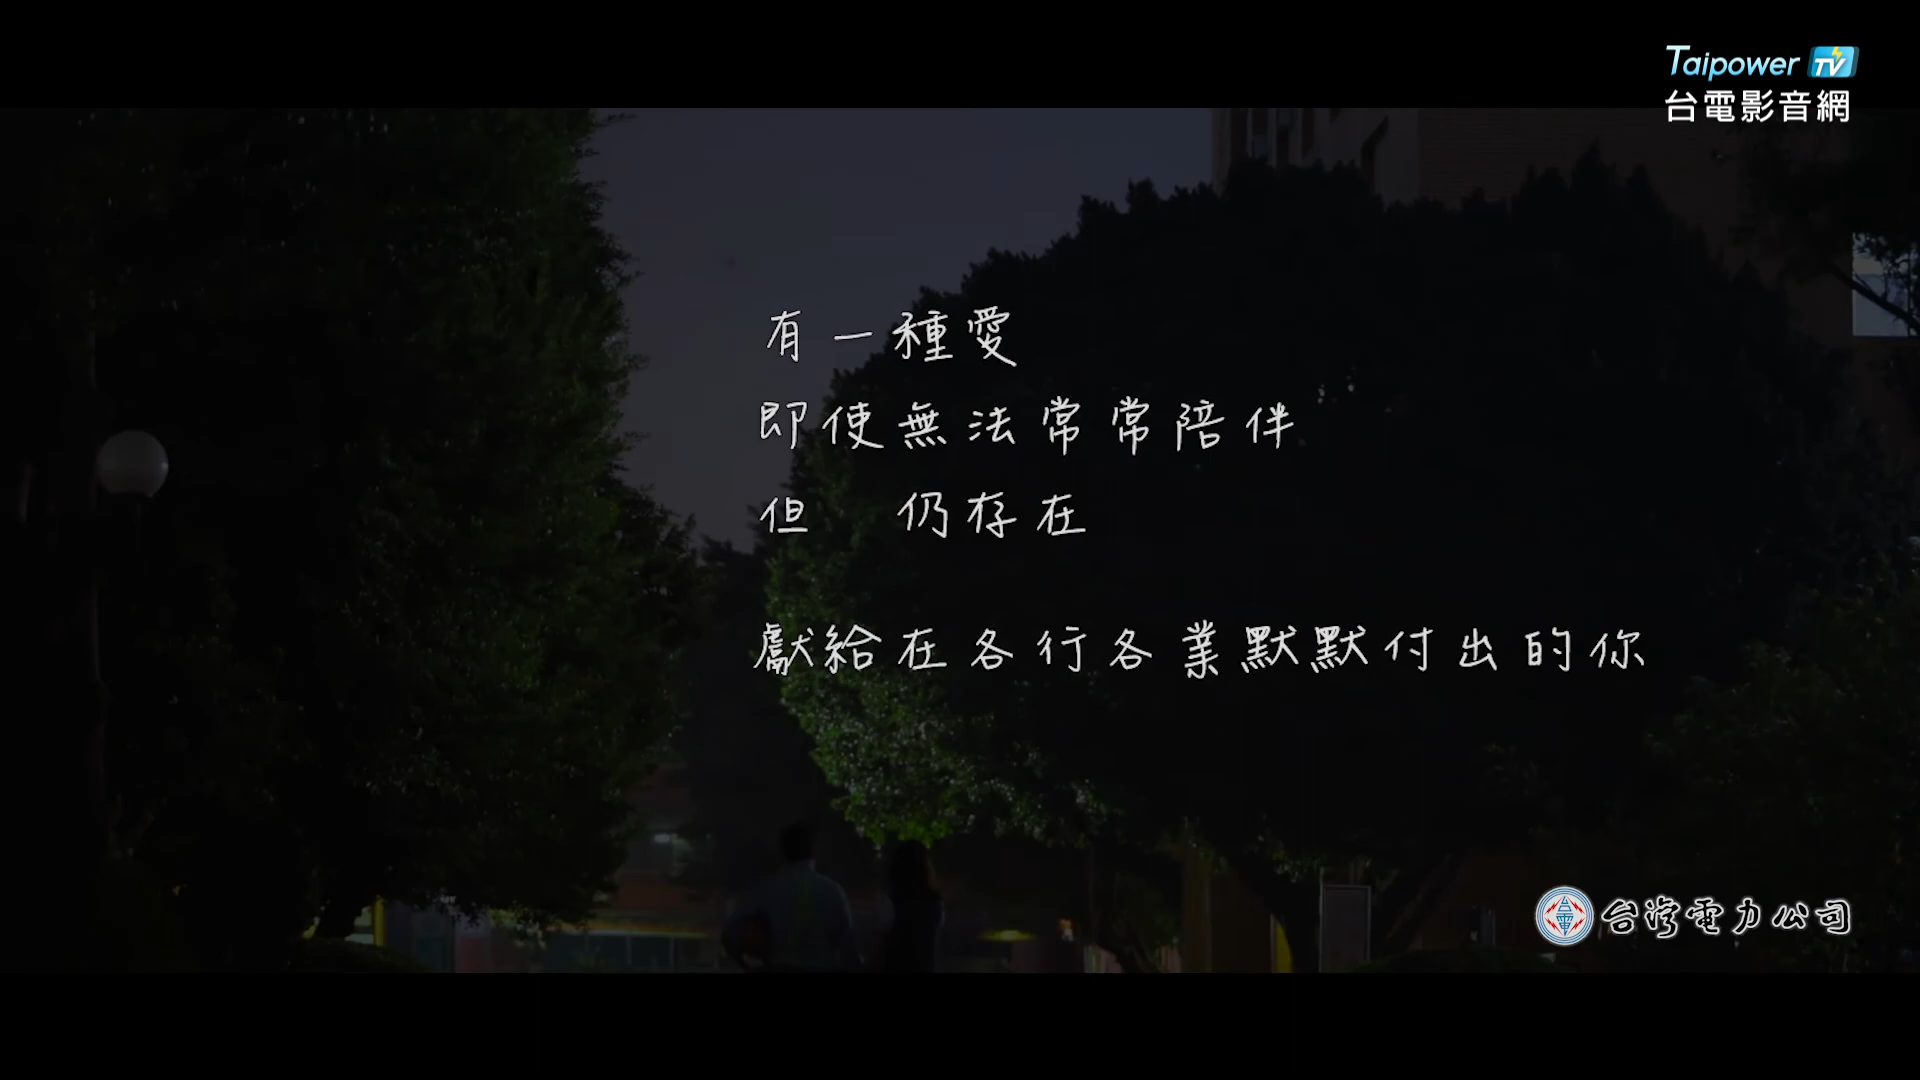 Taipower TV
台電影音網
有一種愛
即使無法常常陪伴
但 仍存在
獻給在各行各業默默付出的你
台灣電力公司